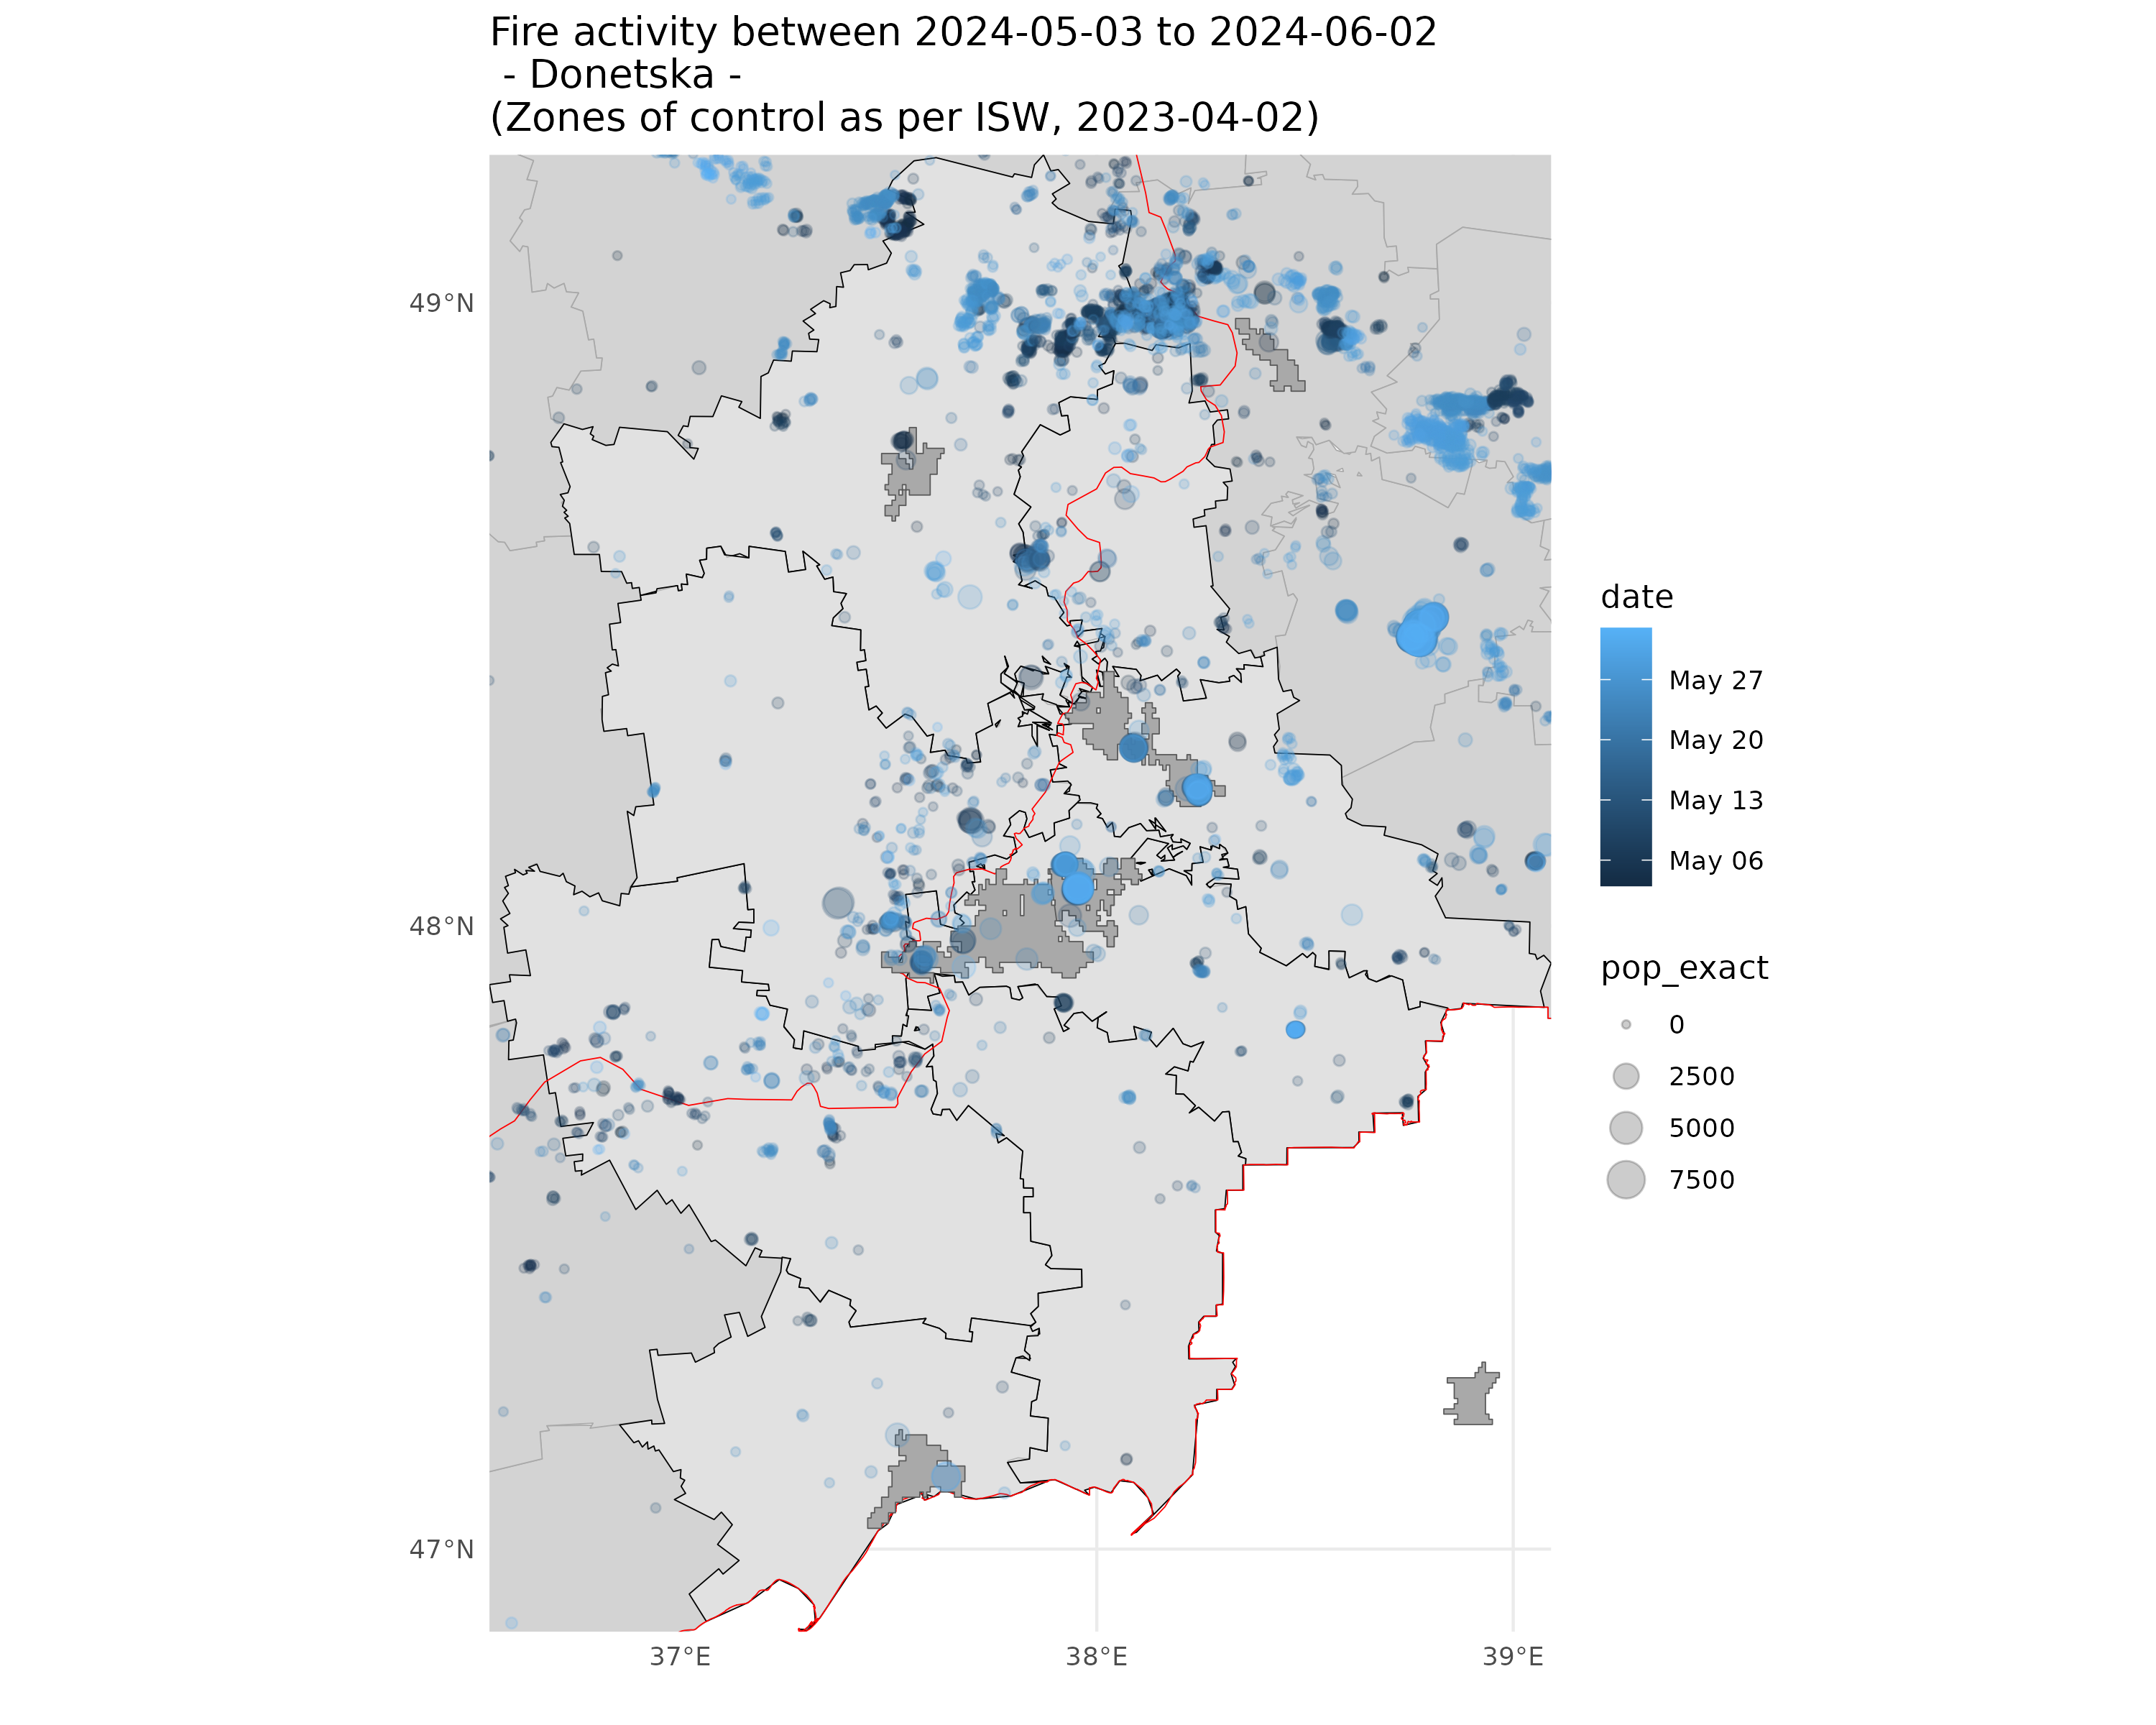 Fire activity between 2024-05-03 to 2024-06-02
- Donetska -
(Zones of control as per ISW, 2023-04-02)
49°N
48°N
47°N
37°E
38°E
39°E
date
May 27
May 20
May 13
May 06
pop_exact
0
2500
5000
7500